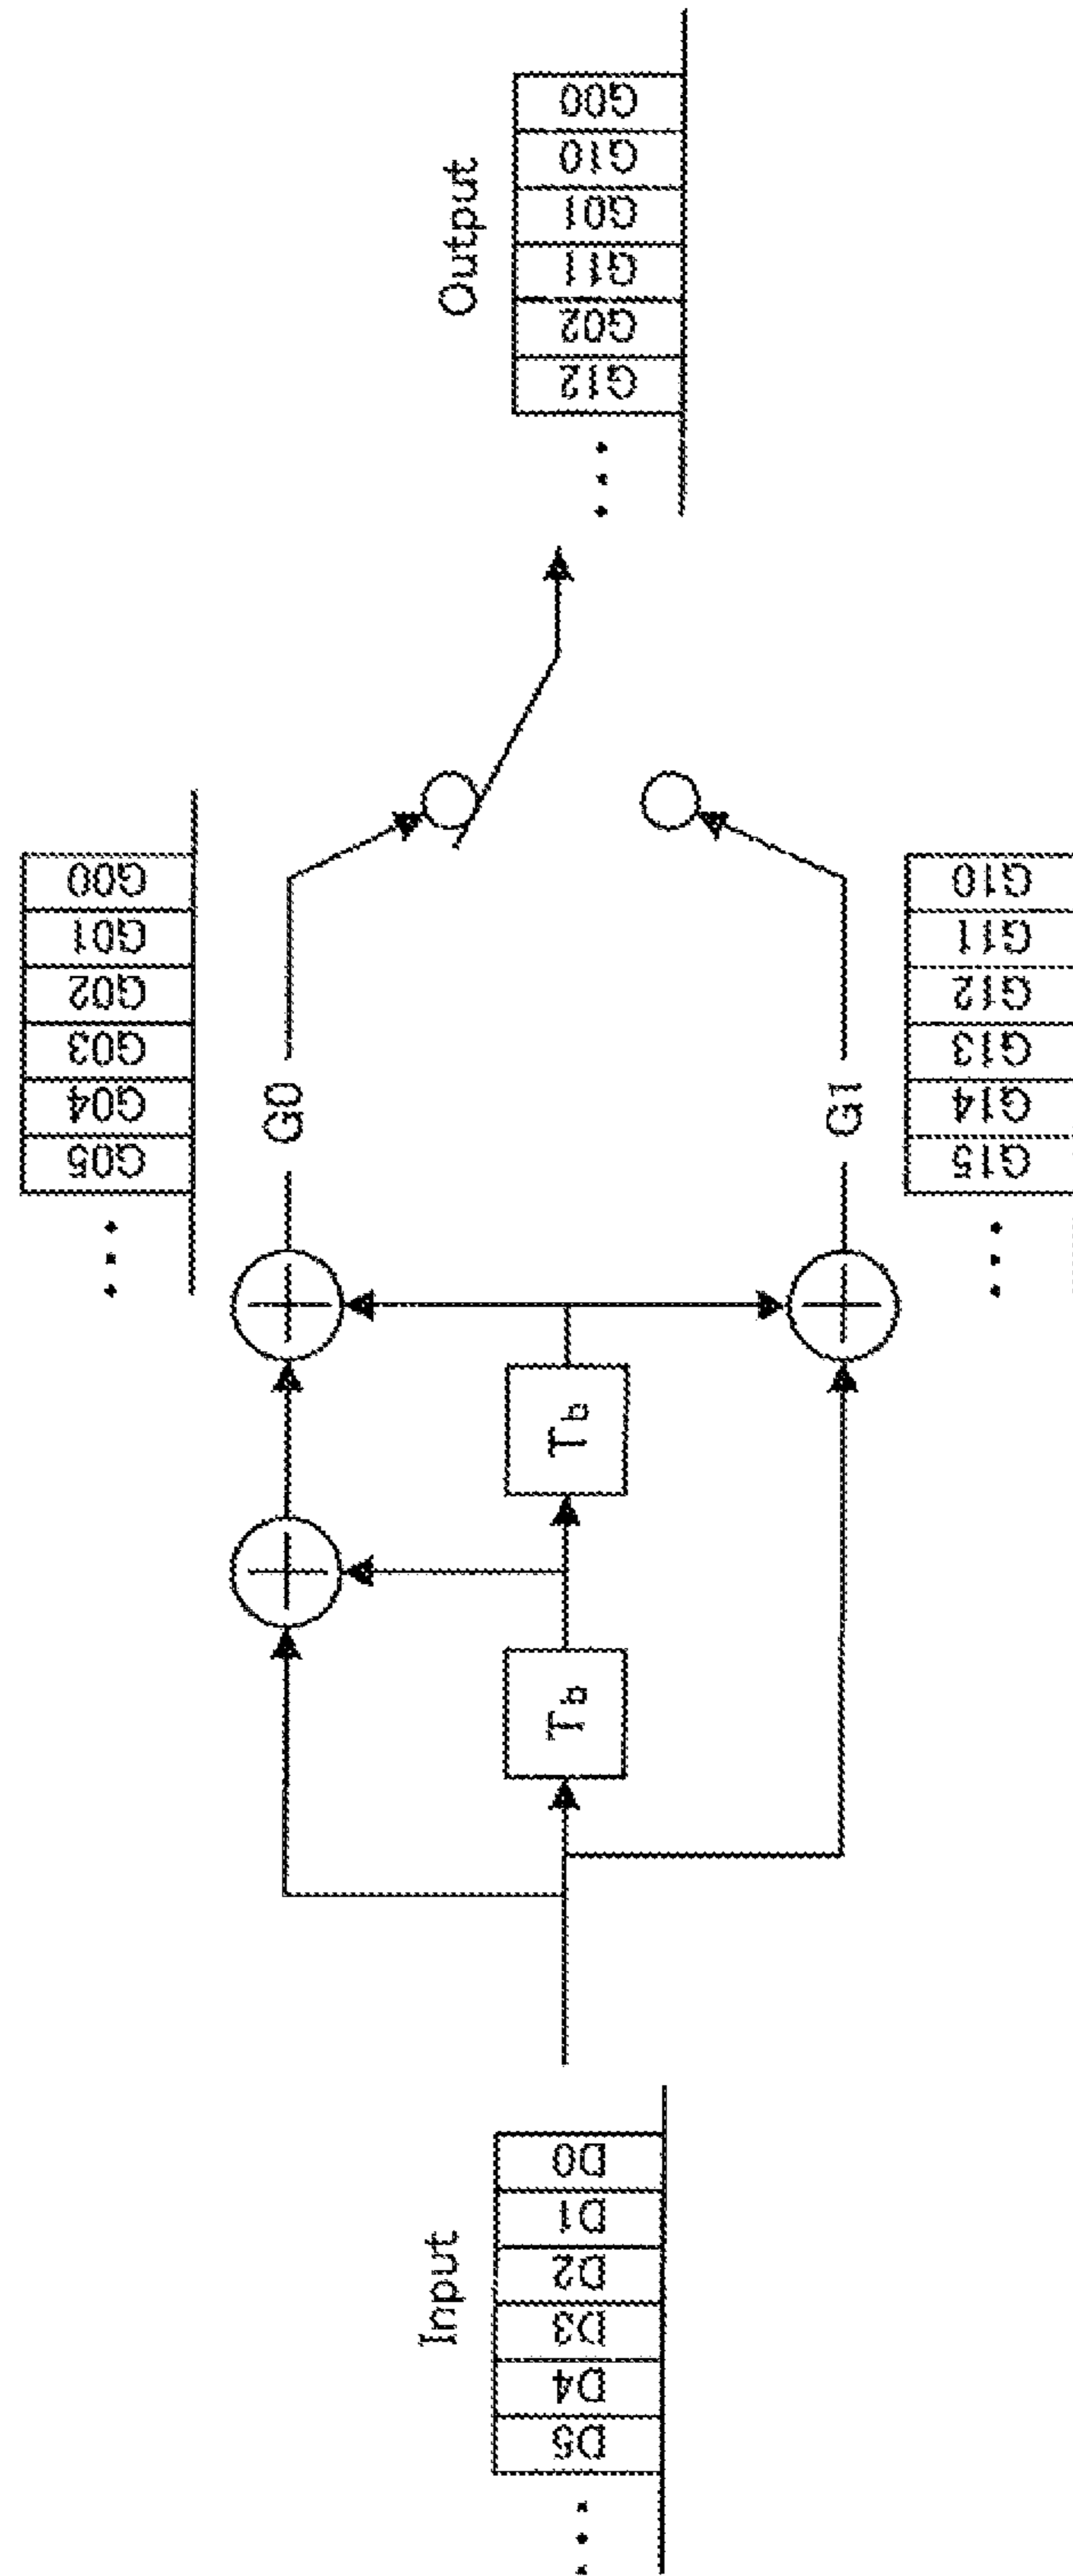 Input
... D5 D4 D3 D2 D1 D0
Tb
Tb
... G05 G04 G03 G02 G01 G00
G0
G1
... G15 G14 G13 G12 G11 G10
Output
... G12 G02 G11 G01 G10 G00